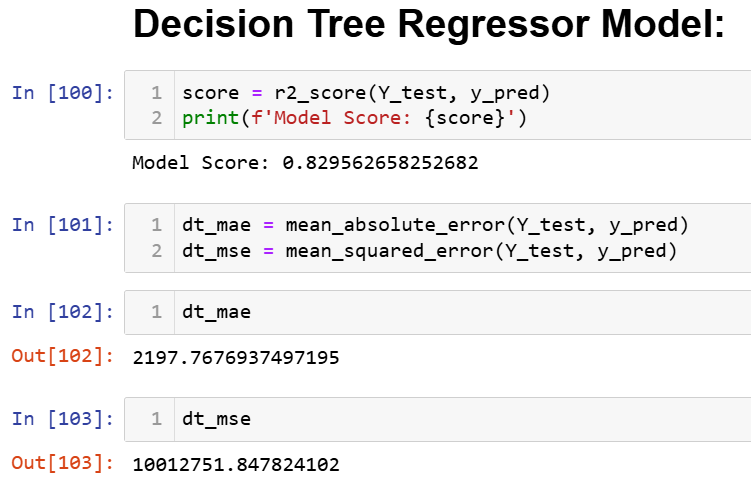 Decision Tree Regressor Model:
In [100]:
1 score = r2_score(Y_test, y_pred)
2 print(f'Model Score: {score}')
Model Score: 0.829562658252682
In [101]:
1 dt_mae = mean_absolute_error(Y_test, y_pred)
2 dt_mse = mean_squared_error(Y_test, y_pred)
In [102]:
1 dt_mae
Out[102]:
2197.7676937497195
In [103]:
1 dt_mse
Out[103]:
10012751.847824102